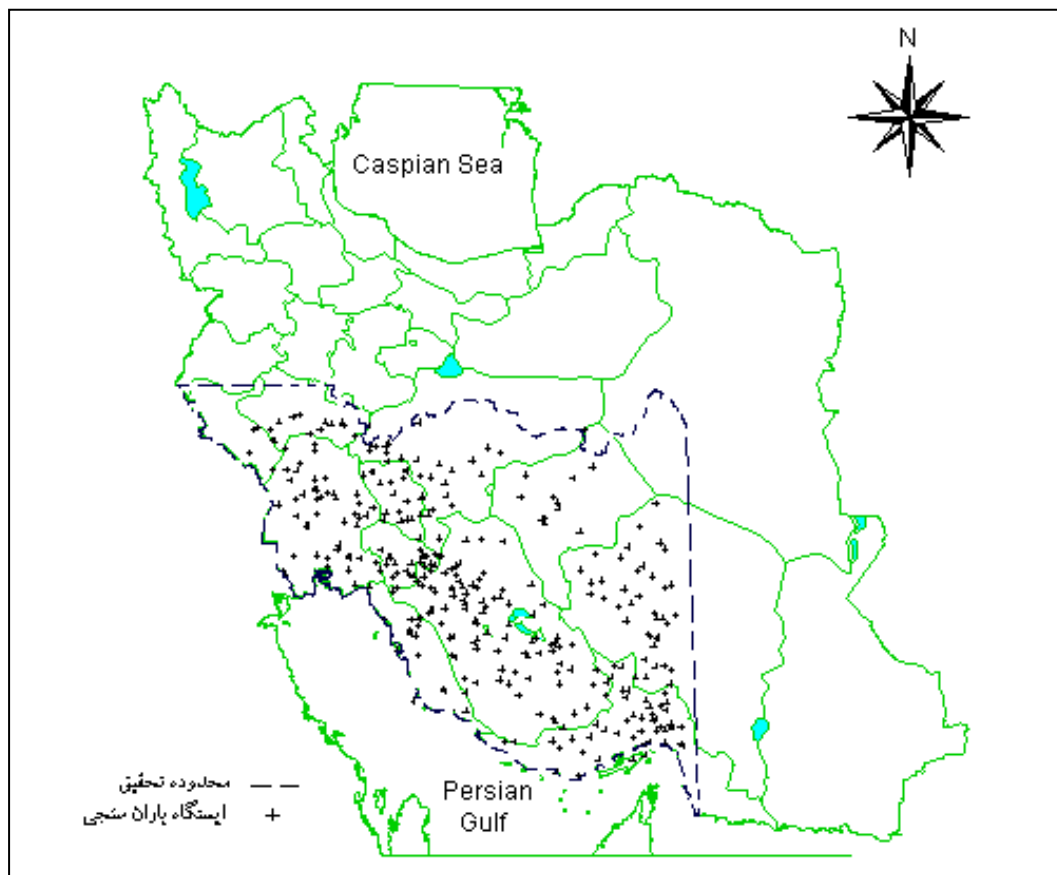 N
Caspian Sea
محدوده تحقیق
ایستگاه باران سنجی
Persian
Gulf